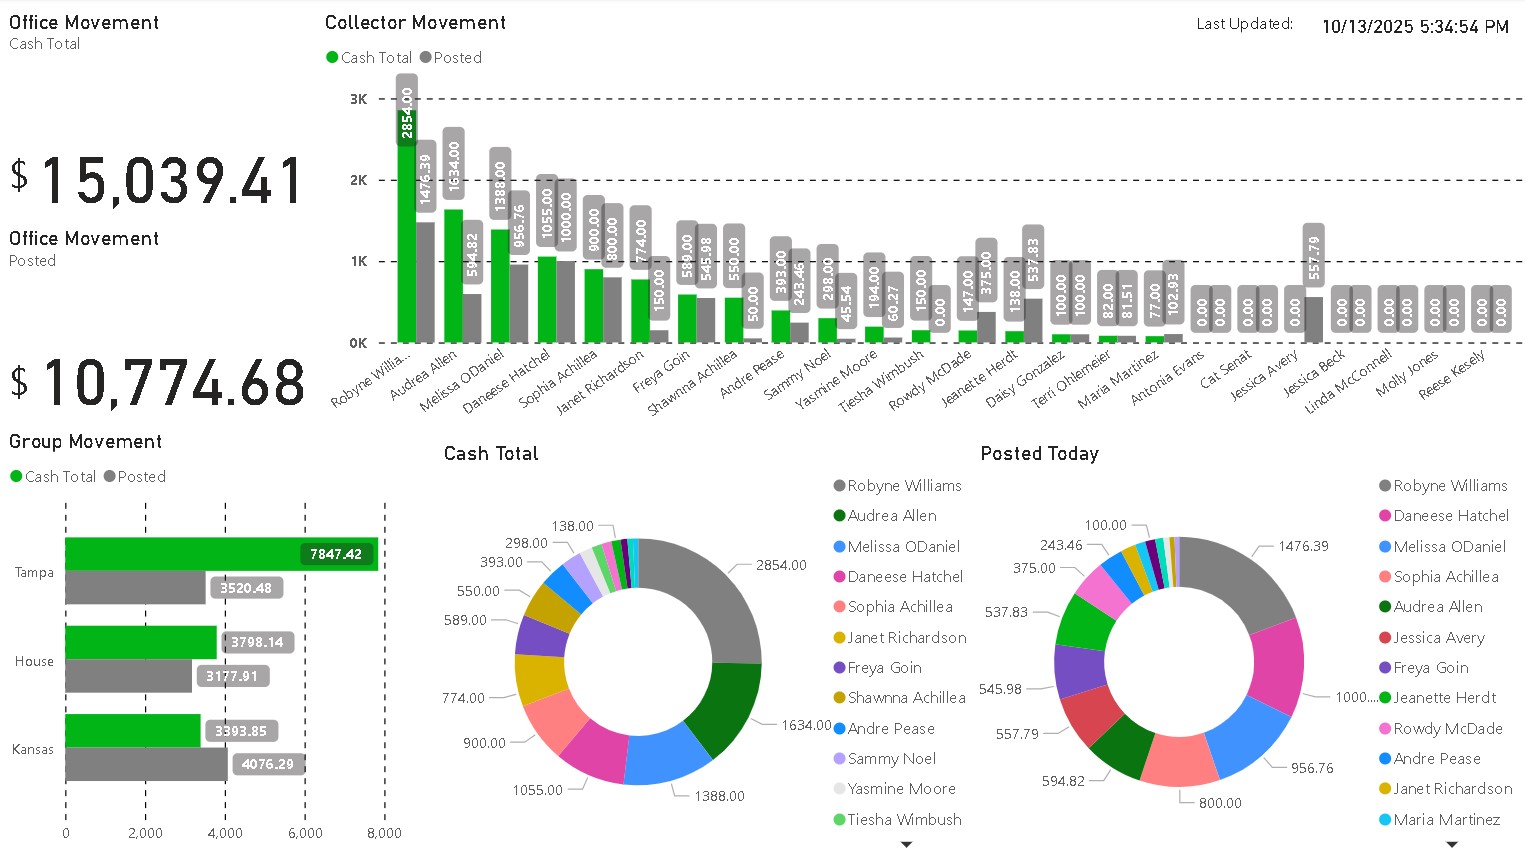 Office Movement
Cash Total
$ 15,039.41
Office Movement
Posted
$ 10,774.68
Collector Movement
Last Updated: 10/13/2025 5:34:54 PM
Cash Total Posted
3K
2K
1K
0K
2854.00
1476.39
1634.00
594.82
1388.00
956.76
1055.00
1000.00
900.00
800.00
774.00
150.00
589.00
545.98
550.00
50.00
393.00
243.46
298.00
45.54
194.00
60.27
150.00
0.00
147.00
375.00
138.00
537.83
100.00
100.00
82.00
81.51
77.00
102.93
0.00
0.00
0.00
0.00
0.00
557.79
0.00
0.00
0.00
0.00
0.00
0.00
0.00
0.00
Robyne Willia...
Audrea Allen
Melissa ODaniel
Daneese Hatchel
Sophia Achillea
Janet Richardson
Freya Goin
Shawnna Achillea
Andre Pease
Sammy Noel
Yasmine Moore
Tiesha Wimbush
Rowdy McDade
Jeanette Herdt
Daisy Gonzalez
Terri Ohlemeier
Maria Martinez
Antonia Evans
Cat Senat
Jessica Avery
Jessica Beck
Linda McConnell
Molly Jones
Reese Kesely
Group Movement
Cash Total Posted
Tampa
7847.42
3520.48
House
3798.14
3177.91
Kansas
3393.85
4076.29
0 2,000 4,000 6,000 8,000
Cash Total
138.00
298.00
393.00
550.00
589.00
774.00
900.00
1055.00
1388.00
1634.00
2854.00
Robyne Williams
Audrea Allen
Melissa ODaniel
Daneese Hatchel
Sophia Achillea
Janet Richardson
Freya Goin
Shawnna Achillea
Andre Pease
Sammy Noel
Yasmine Moore
Tiesha Wimbush
Posted Today
100.00
243.46
375.00
537.83
545.98
557.79
594.82
800.00
956.76
1000....
1476.39
Robyne Williams
Daneese Hatchel
Melissa ODaniel
Sophia Achillea
Audrea Allen
Jessica Avery
Freya Goin
Jeanette Herdt
Rowdy McDade
Andre Pease
Janet Richardson
Maria Martinez